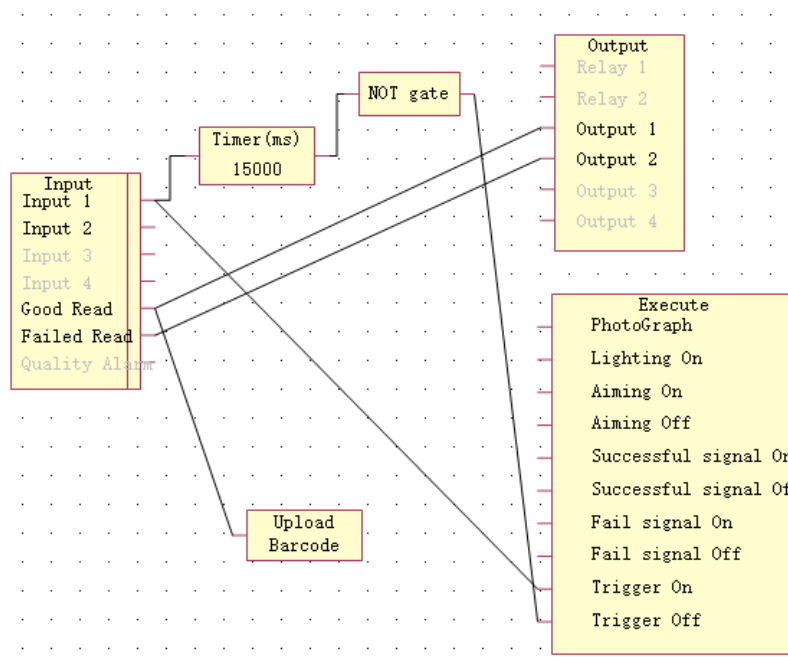 Output
Relay 1
Relay 2
Output 1
Output 2
Output 3
Output 4
NOT gate
Timer(ms)
15000
Input
Input 1
Input 2
Input 3
Input 4
Good Read
Failed Read
Quality Alarm
Execute
PhotoGraph
Lighting On
Aiming On
Aiming Off
Successful signal On
Successful signal Of
Fail signal On
Fail signal Off
Trigger On
Trigger Off
Upload
Barcode